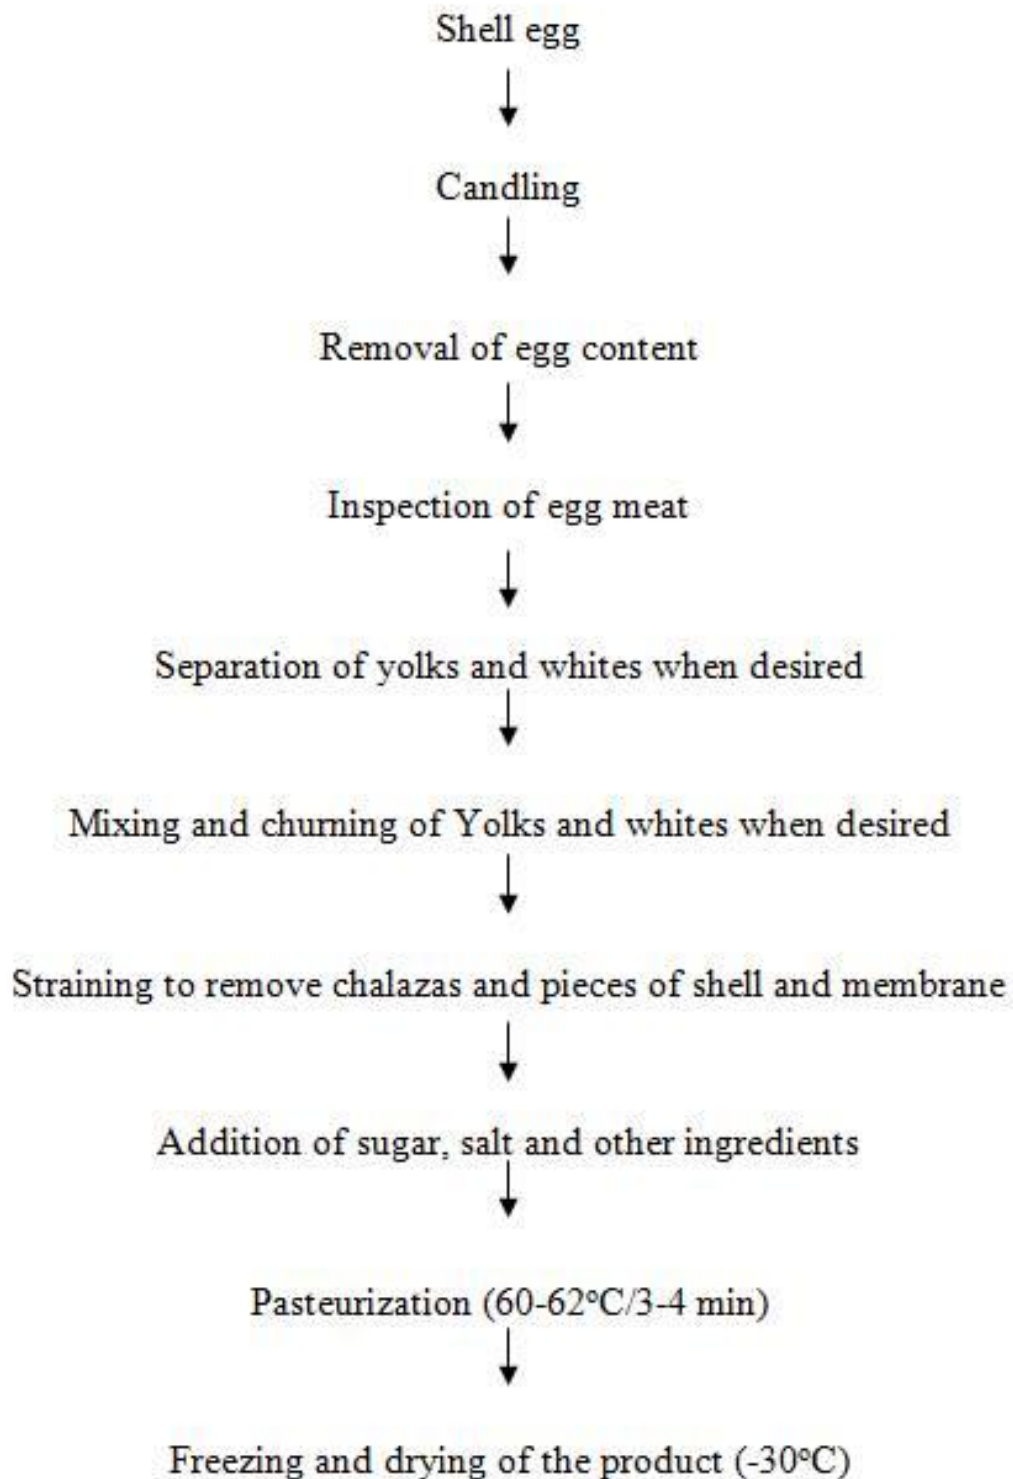 Shell egg
Candling
Removal of egg content
Inspection of egg meat
Separation of yolks and whites when desired
Mixing and churning of Yolks and whites when desired
Straining to remove chalazas and pieces of shell and membrane
Addition of sugar, salt and other ingredients
Pasteurization (60-62°C/3-4 min)
Freezing and drying of the product (-30°C)